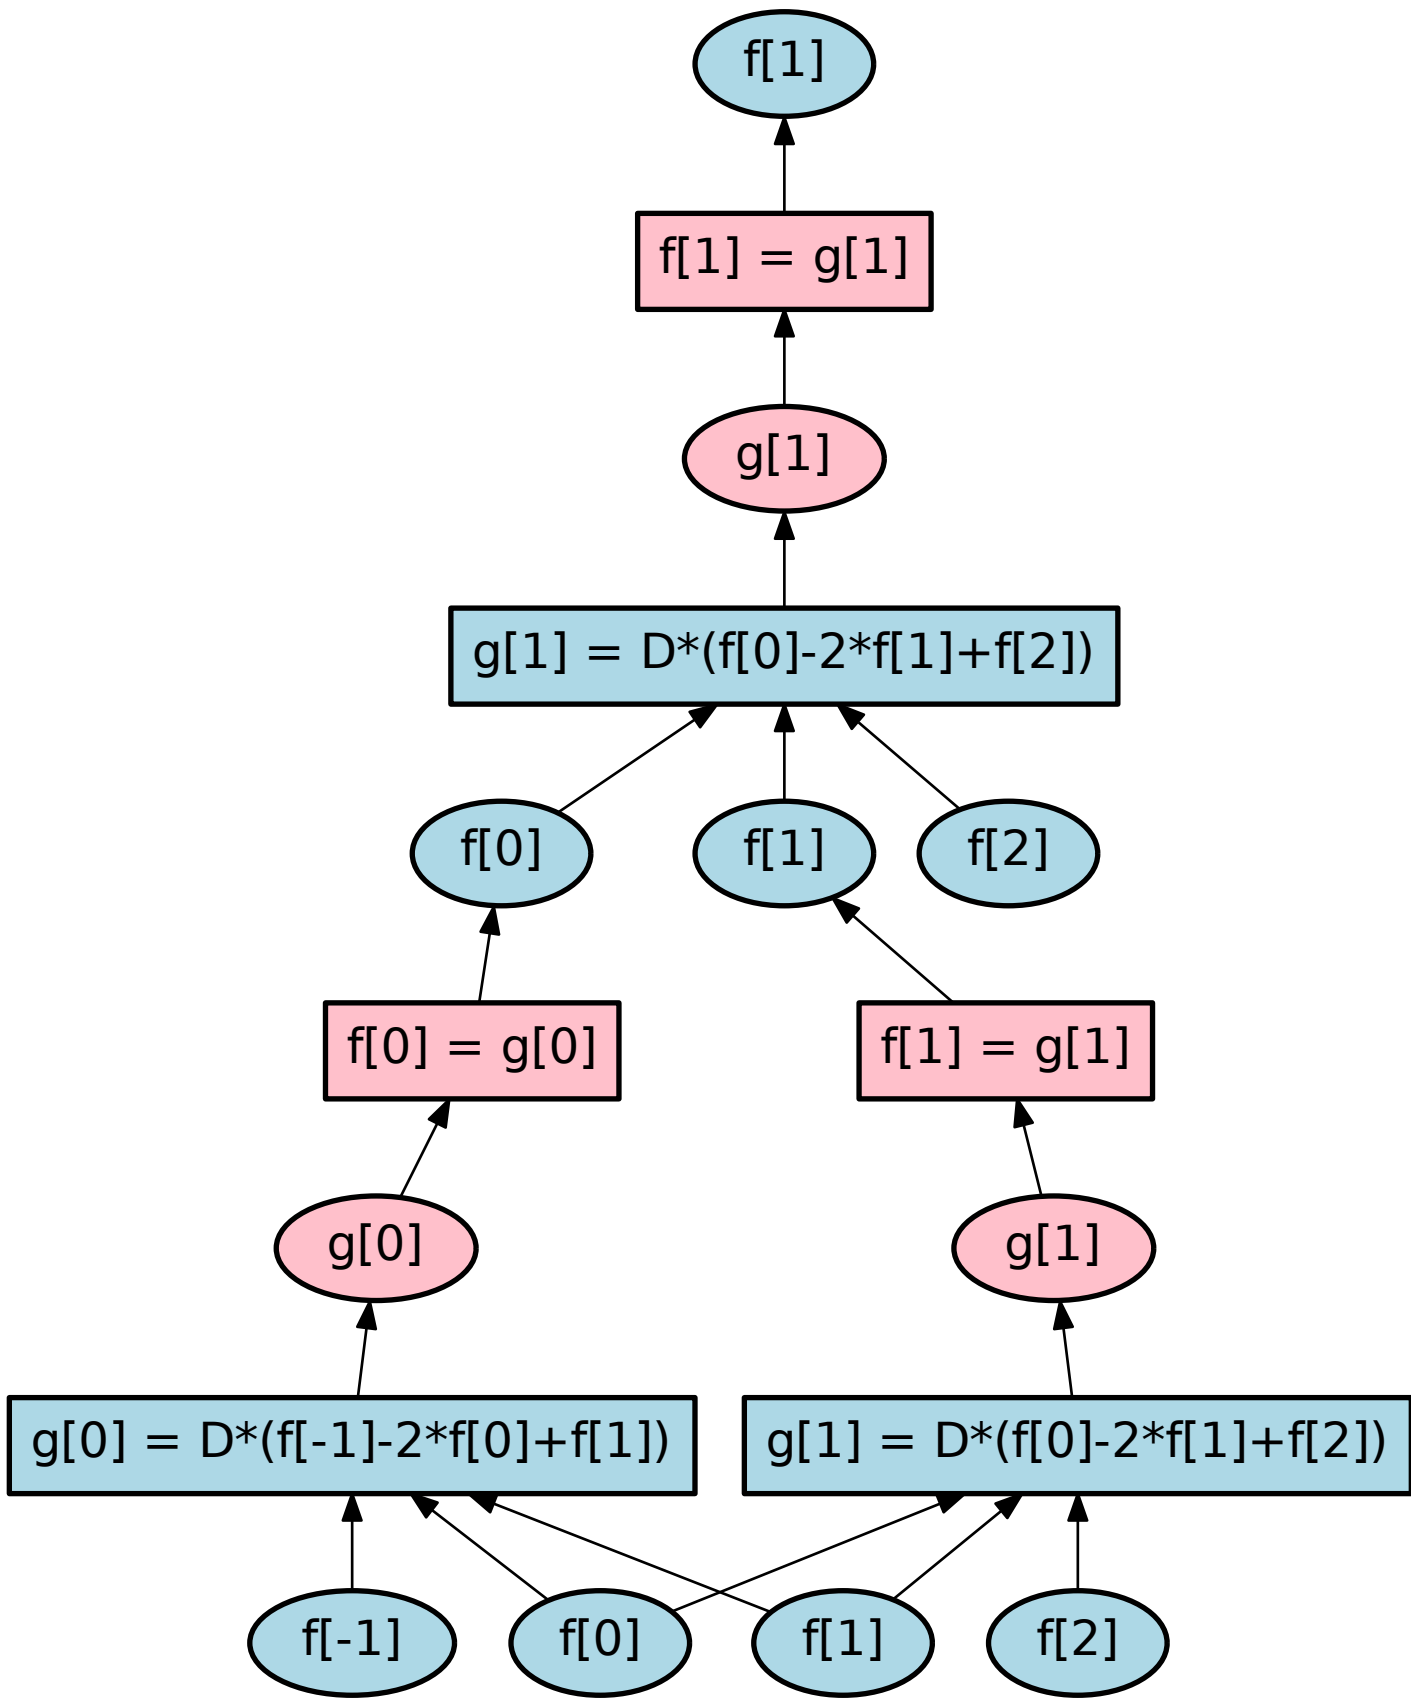 f[1]
f[1] = g[1]
g[1]
g[1] = D*(f[0]-2*f[1]+f[2])
f[0]
f[1]
f[2]
f[0] = g[0]
f[1] = g[1]
g[0]
g[1]
g[0] = D*(f[-1]-2*f[0]+f[1])
g[1] = D*(f[0]-2*f[1]+f[2])
f[-1]
f[0]
f[1]
f[2]